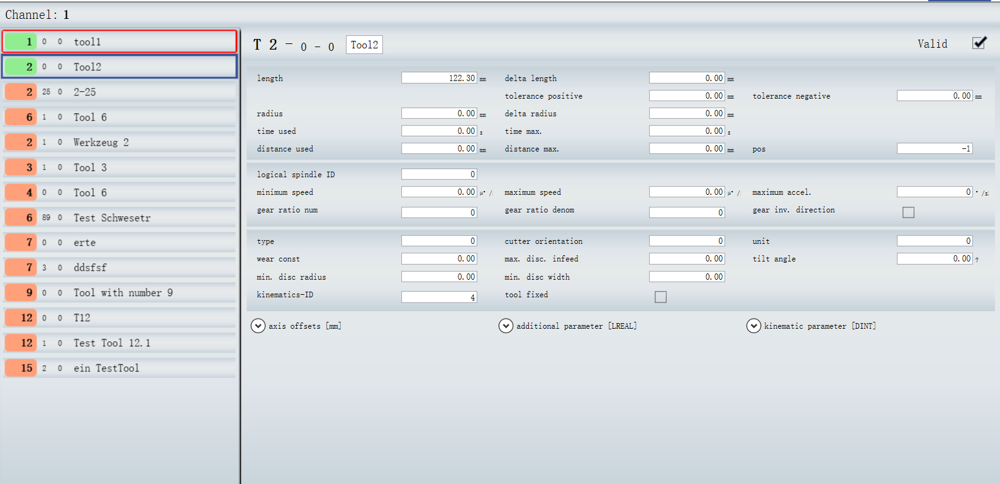 Channel: 1
1 0 0 tool1
2 0 0 Tool2
2 25 0 2-25
6 1 0 Tool 6
2 1 0 Werkzeug 2
3 1 0 Tool 3
4 0 0 Tool 6
6 89 0 Test Schwesetr
7 0 0 erte
7 3 0 ddsfsf
9 0 0 Tool with number 9
12 0 0 T12
12 1 0 Test Tool 12.1
15 2 0 ein TestTool
T 2 - 0 - 0 Tool2 Valid
length 122.30 mm delta length 0.00 mm
tolerance positive 0.00 mm tolerance negative 0.00 mm
radius 0.00 mm delta radius 0.00 mm
time used 0.00 s time max. 0.00 s
distance used 0.00 mm distance max. 0.00 mm pos -1
logical spindle ID 0
minimum speed 0.00 μ° / maximum speed 0.00 μ° / maximum accel. 0 ° /s
gear ratio num 0 gear ratio denom 0 gear inv. direction
type 0 cutter orientation 0 unit 0
wear const 0.00 max. disc. infeed 0.00 tilt angle 0.00 ?
min. disc radius 0.00 min. disc width 0.00
kinematics-ID 4 tool fixed
axis offsets [mm] additional parameter [LREAL] kinematic parameter [DINT]